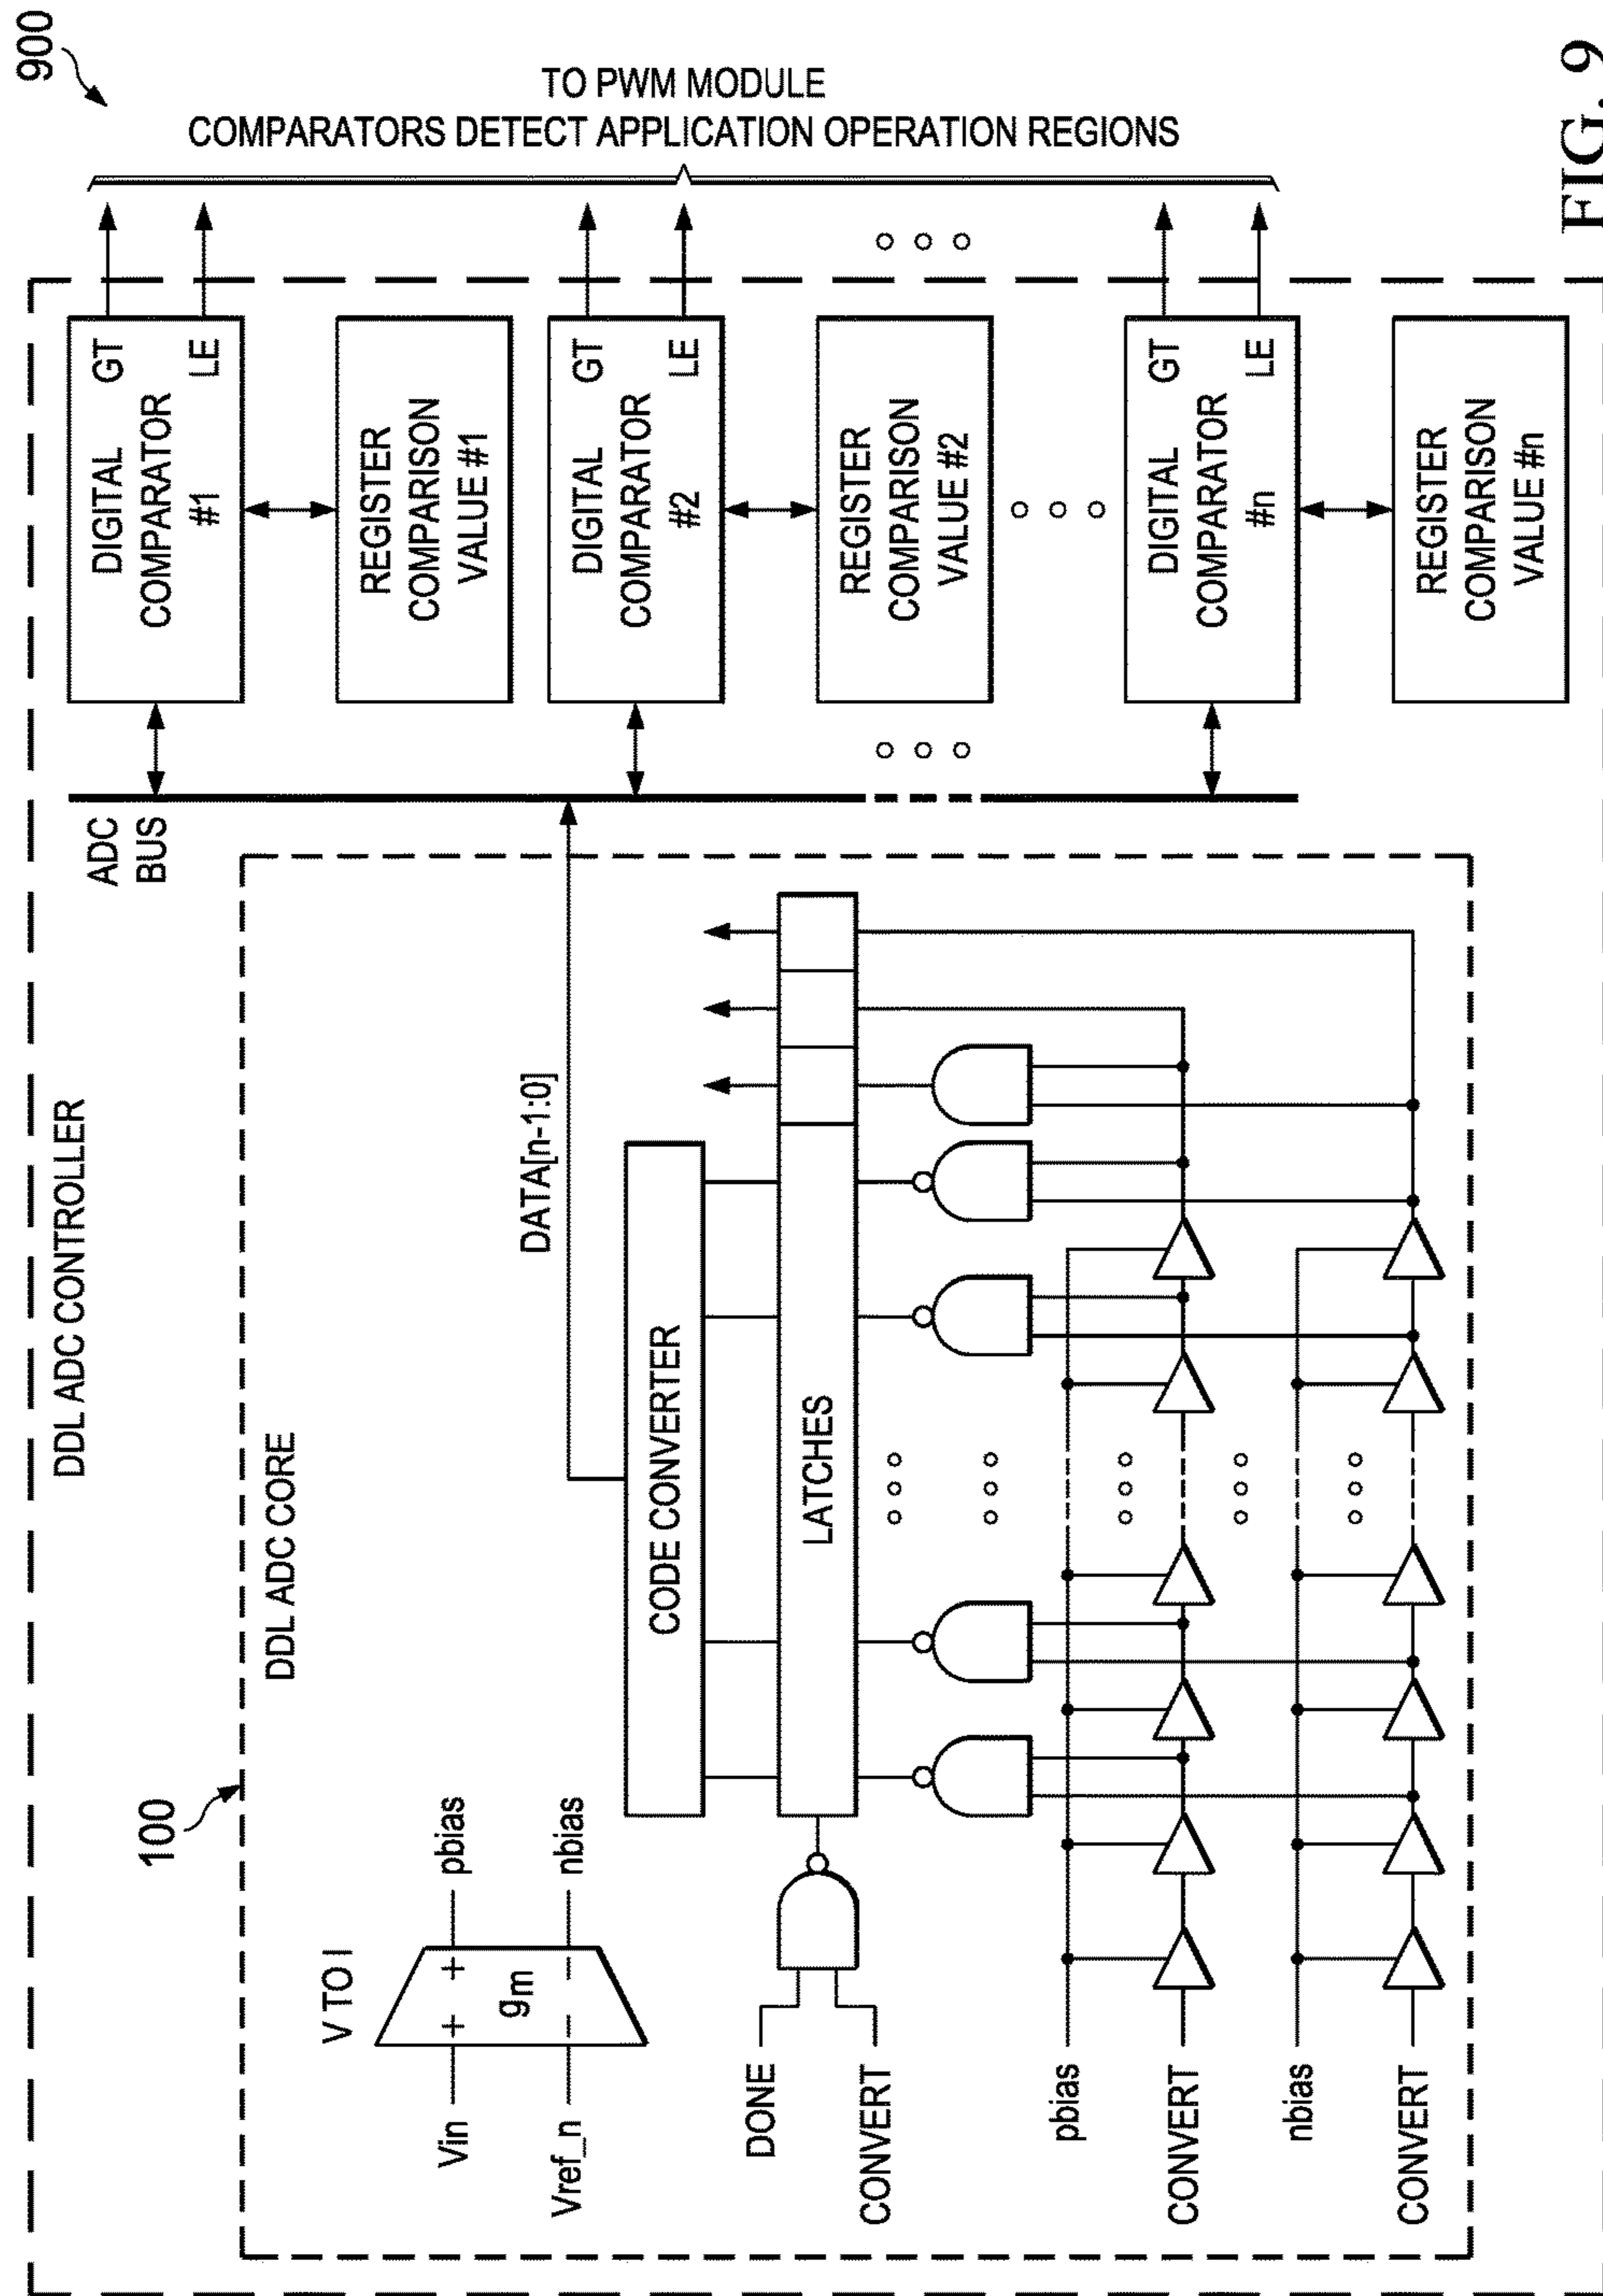 900
DDL ADC CONTROLLER
100
DDL ADC CORE
V TO I
Vin
Vref_n
+
+
gm
−
−
pbias
nbias
DONE
CONVERT
pbias
CONVERT
nbias
CONVERT
CODE CONVERTER
LATCHES
DATA[n-1:0]
ADC
BUS
DIGITAL
COMPARATOR
#1
GT
LE
REGISTER
COMPARISON
VALUE #1
DIGITAL
COMPARATOR
#2
GT
LE
REGISTER
COMPARISON
VALUE #2
DIGITAL
COMPARATOR
#n
GT
LE
REGISTER
COMPARISON
VALUE #n
TO PWM MODULE
COMPARATORS DETECT APPLICATION OPERATION REGIONS
FIG. 9